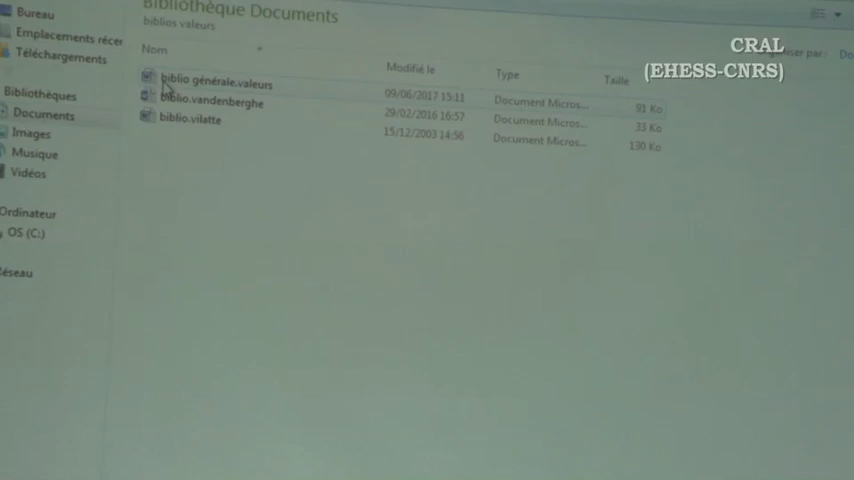 Bibliothèque Documents
biblios valeurs
CRAL
(EHESS-CNRS)
Bureau
Emplacements récer
Téléchargements
Bibliothèques
Documents
Images
Musique
Vidéos
Ordinateur
OS (C:)
Réseau
Nom Modifié le Type Taille
biblio générale.valeurs 09/06/2017 15:11 Document Micros... 91 Ko
biblio.vandenberghe 29/02/2016 16:57 Document Micros... 33 Ko
biblio.vilatte 15/12/2003 14:56 Document Micros... 130 Ko